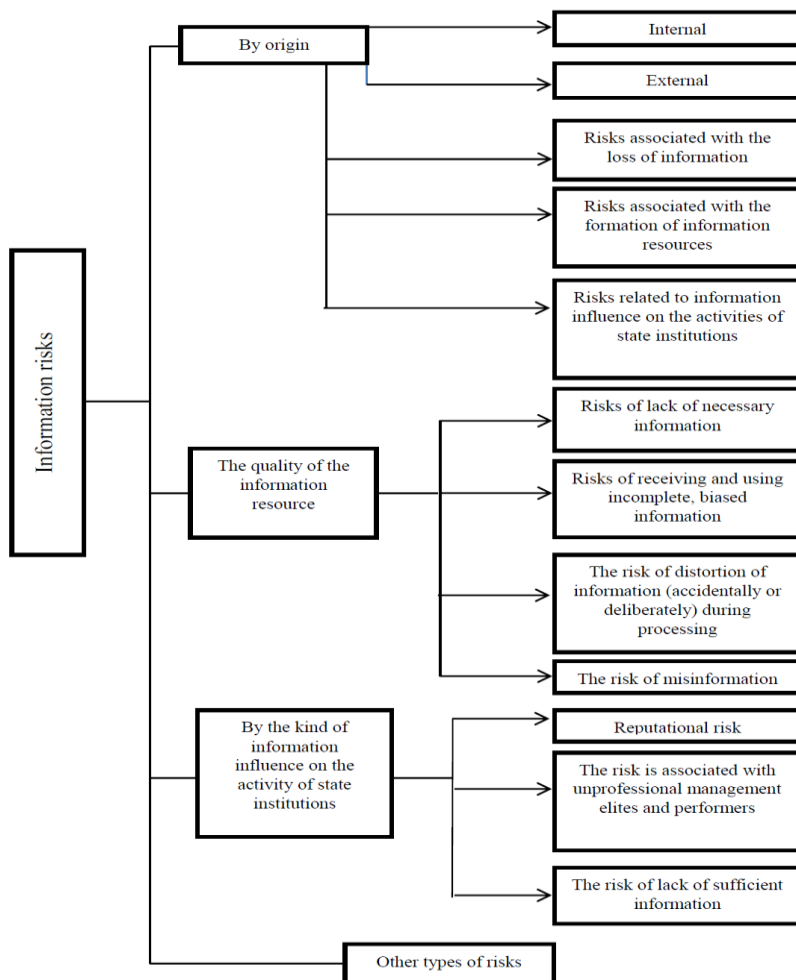 Information risks
By origin
Internal
External
Risks associated with the
loss of information
Risks associated with the
formation of information
resources
Risks related to information
influence on the activities of
state institutions
The quality of the
information
resource
Risks of lack of necessary
information
Risks of receiving and using
incomplete, biased
information
The risk of distortion of
information (accidentally or
deliberately) during
processing
The risk of misinformation
By the kind of
information
influence on the
activity of state
institutions
Reputational risk
The risk is associated with
unprofessional management
elites and performers
The risk of lack of sufficient
information
Other types of risks